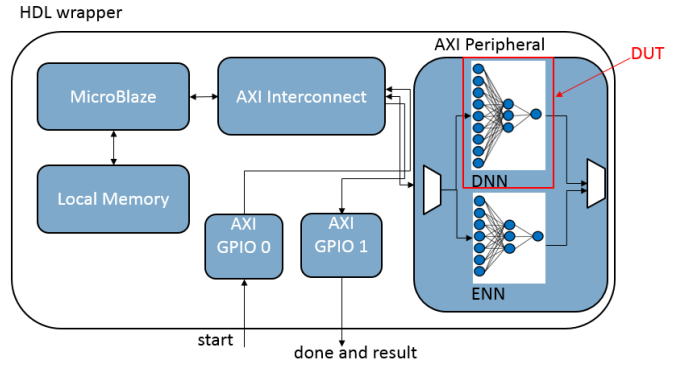 HDL wrapper
AXI Peripheral
DUT
MicroBlaze
AXI Interconnect
Local Memory
DNN
AXI
GPIO 0
AXI
GPIO 1
ENN
start
done and result